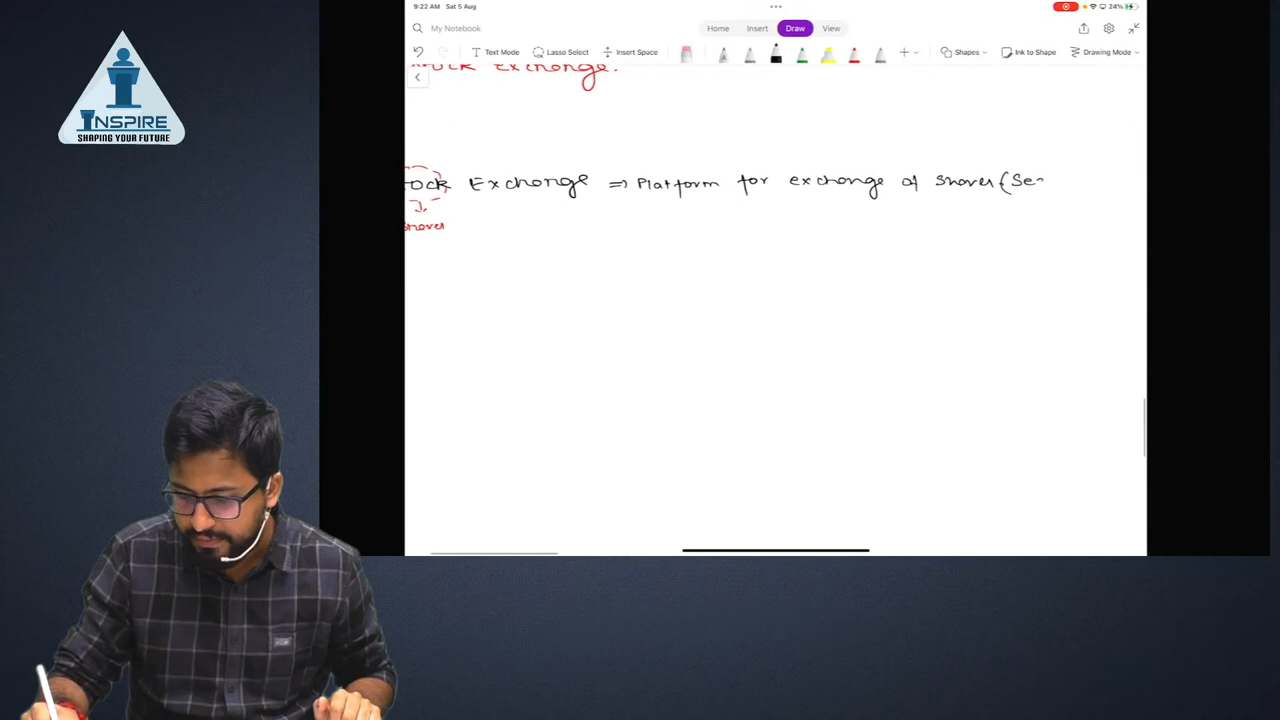 9:22 AM Sat 5 Aug
24%
My Notebook
Home Insert Draw View
Text Mode Lasso Select Insert Space Shapes Ink to Shape Drawing Mode
ock Exchange.
ock Exchange ⇒ Platform for exchange of shares (Se
shares
INSPIRE
SHAPING YOUR FUTURE